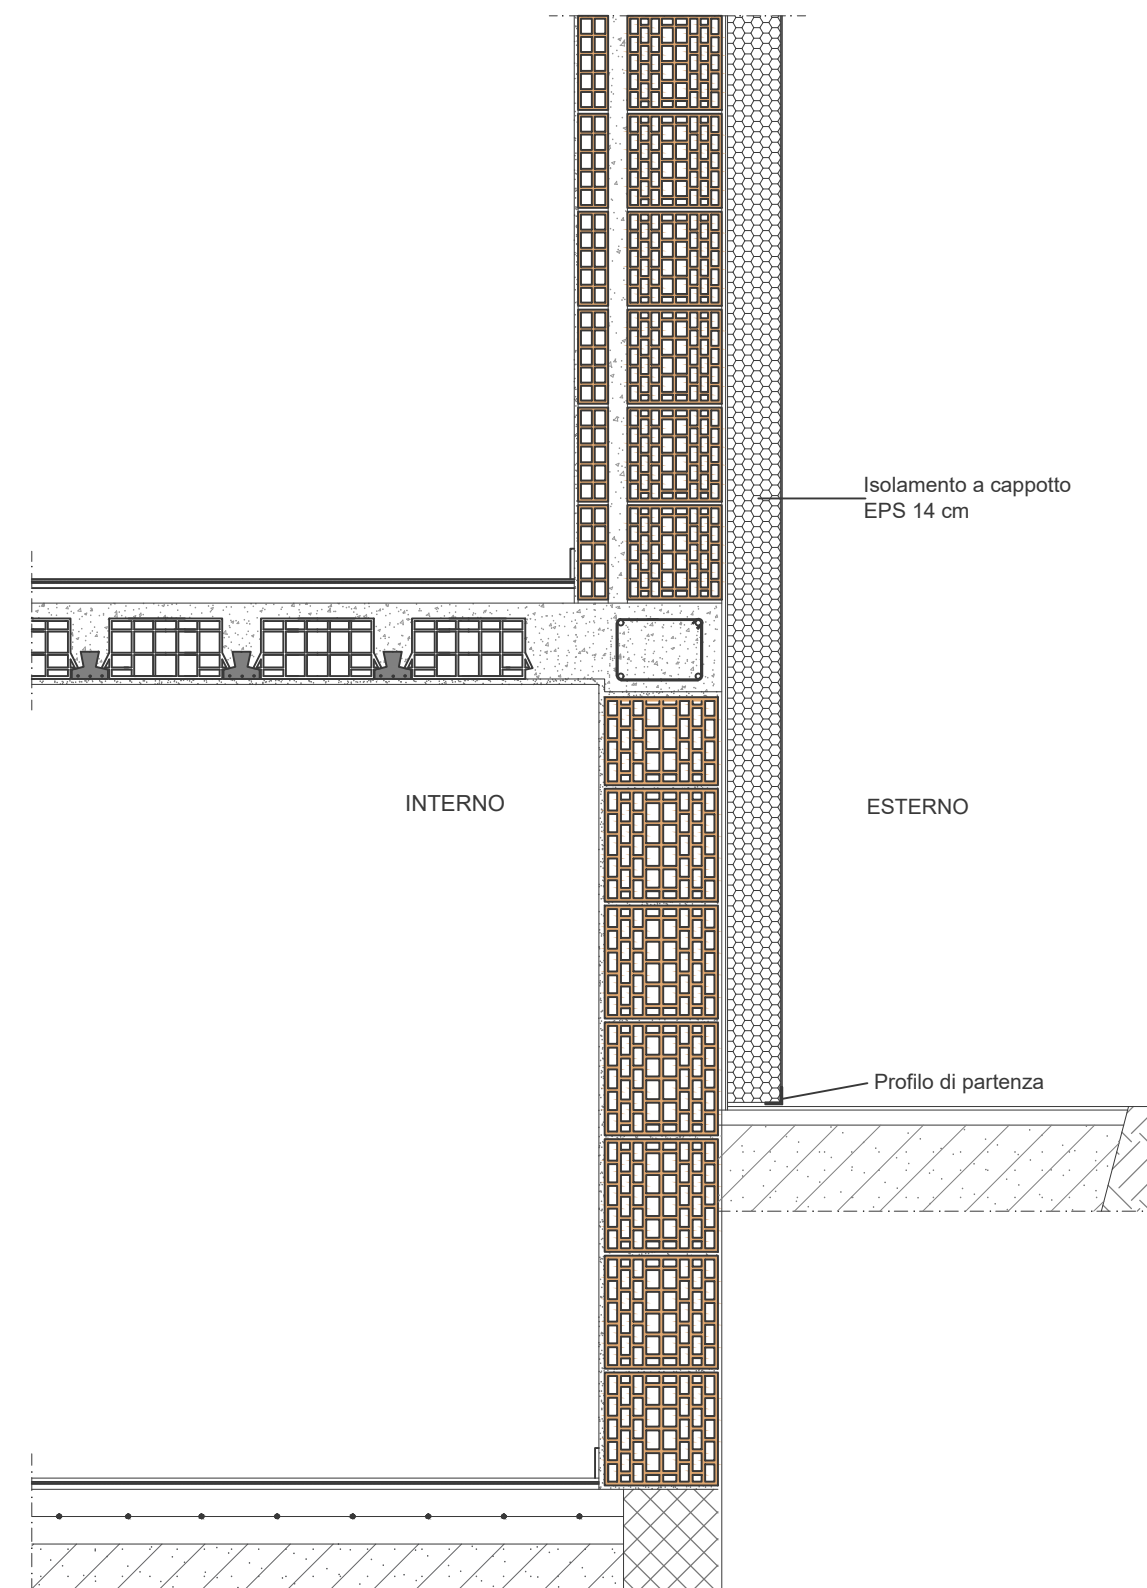 Isolamento a cappotto
EPS 14 cm
INTERNO
ESTERNO
Profilo di partenza